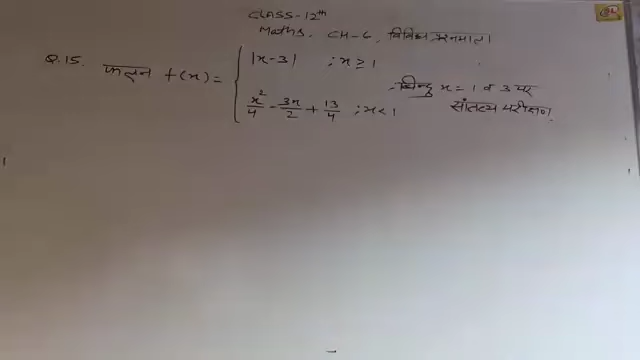 CLASS-12th
Maths, CH-6, विविध प्रश्नमाला
Q.15. फलन f(x) = { |x-3| ; x ≥ 1
x²/4 - 3x/2 + 13/4 ; x < 1
; बिन्दु x = 1 व 3 पर
सांतत्य परीक्षण